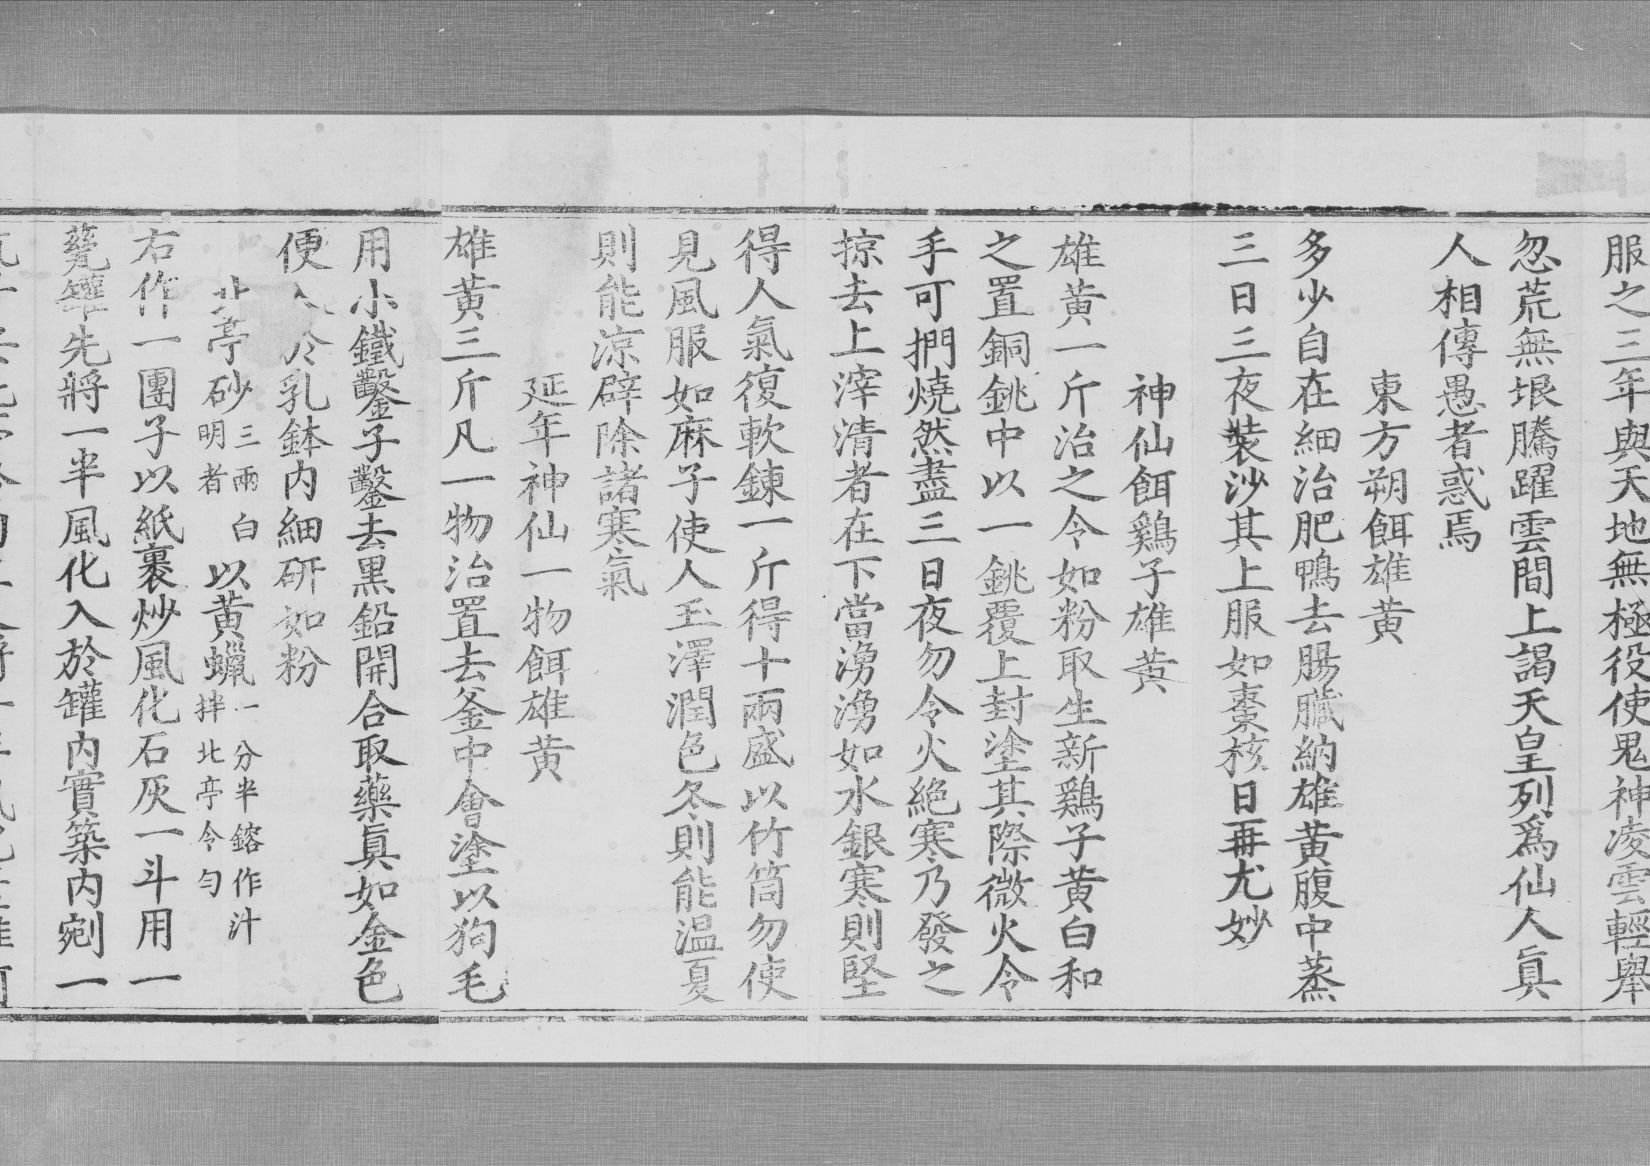 服之三年與天地無極役使鬼神凌雲輕舉
忽荒無垠騰躍雲間上謁天皇列爲仙人眞
人相傳愚者惑焉
東方朔餌雄黄
多少自在細治肥鴨去腸臟納雄黄腹中蒸
三日三夜裝沙其上服如棗核日再尤妙
神仙餌鷄子雄黄
雄黄一斤治之令如粉取生新鷄子黄白和
之置銅銚中以一銚覆上封塗其際微火令
手可捫燒然盡三日夜勿令火絕寒乃發之
掠去上滓清者在下當湧湧如水銀寒則堅
得人氣復軟鍊一斤得十兩盛以竹筒勿使
見風服如麻子使人玉澤潤色冬則能温夏
則能凉辟除諸寒氣
延年神仙一物餌雄黄
雄黄三斤凡一物治置去釜中會塗以狗毛
用小鐵鑿子鑿去黒鉛開合取藥眞如金色
便入於乳鉢内細研如粉
北亭砂三兩白
明者以黄蠟一分半鎔作汁
拌北亭令勻
右作一團子以紙裹炒風化石灰一斗用一
甆罐先將一半風化入於罐内實築内剜一